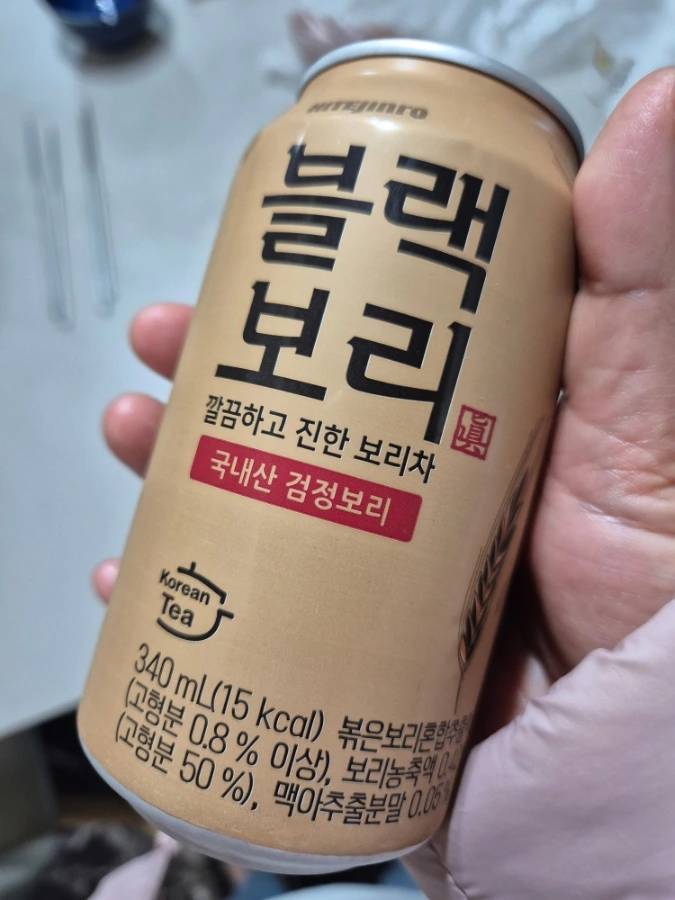 HITEJINRO
블랙
보리
깔끔하고 진한 보리차
국내산 검정보리
Korean
Tea
340 mL(15 kcal) 볶은보리혼합추출
(고형분 0.8 % 이상), 보리농축액
(고형분 50 %), 맥아추출분말 0.05